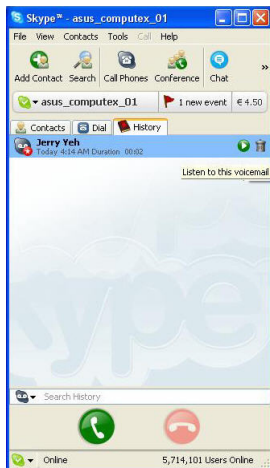 Skype™ - asus_computex_01
File View Contacts Tools Call Help
Add Contact Search Call Phones Conference Chat »
asus_computex_01 1 new event € 4.50
Contacts Dial History
Jerry Yeh
Today 4:14 AM Duration 00:02
Listen to this voicemail
skype
Search History
Online 5,714,101 Users Online